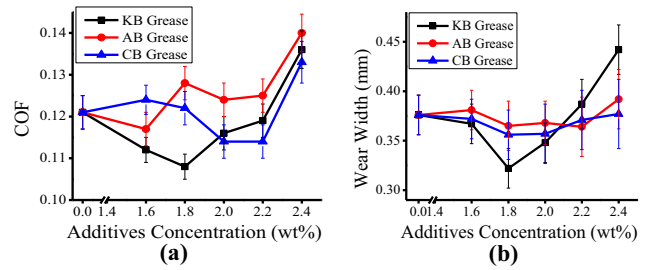 KB Grease
AB Grease
CB Grease
0.14
0.13
0.12
0.11
0.10
COF
0.0 1.4 1.6 1.8 2.0 2.2 2.4
Additives Concentration (wt%)
(a)
KB Grease
AB Grease
CB Grease
0.45
0.40
0.35
0.30
Wear Width (mm)
0.0 1.4 1.6 1.8 2.0 2.2 2.4
Additives Concentration (wt%)
(b)